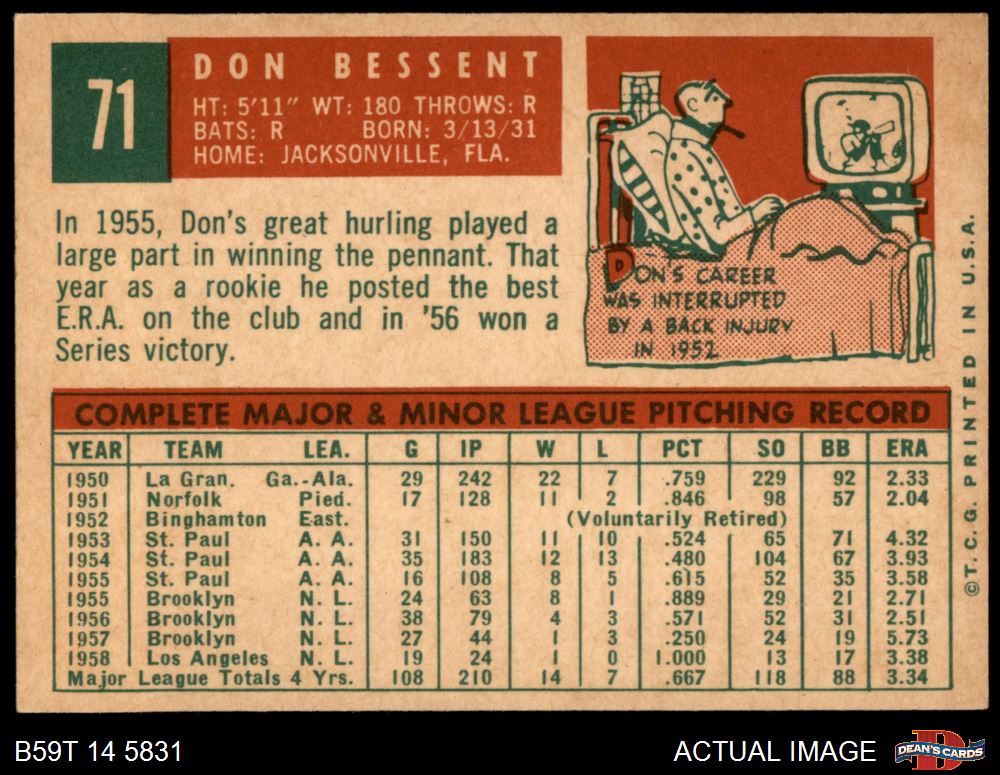 71
DON BESSENT
HT: 5'11" WT: 180 THROWS: R
BATS: R BORN: 3/13/31
HOME: JACKSONVILLE, FLA.
In 1955, Don's great hurling played a
large part in winning the pennant. That
year as a rookie he posted the best
E.R.A. on the club and in '56 won a
Series victory.
DON'S CAREER
WAS INTERRUPTED
BY A BACK INJURY
IN 1952
COMPLETE MAJOR & MINOR LEAGUE PITCHING RECORD
YEAR TEAM LEA. G IP W L PCT SO BB ERA
1950 La Gran. Ga.-Ala. 29 242 22 7 .759 229 92 2.33
1951 Norfolk Pied. 17 128 11 2 .846 98 57 2.04
1952 Binghamton East. (Voluntarily Retired)
1953 St. Paul A. A. 31 150 11 10 .524 65 71 4.32
1954 St. Paul A. A. 35 183 12 13 .480 104 67 3.93
1955 St. Paul A. A. 16 108 8 5 .615 52 35 3.58
1955 Brooklyn N. L. 24 63 8 1 .889 29 21 2.71
1956 Brooklyn N. L. 38 79 4 3 .571 52 31 2.51
1957 Brooklyn N. L. 27 44 1 3 .250 24 19 5.73
1958 Los Angeles N. L. 19 24 1 0 1.000 13 17 3.38
Major League Totals 4 Yrs. 108 210 14 7 .667 118 88 3.34
©T. C. G. PRINTED IN U.S.A.
B59T 14 5831
ACTUAL IMAGE
D
DEAN'S CARDS